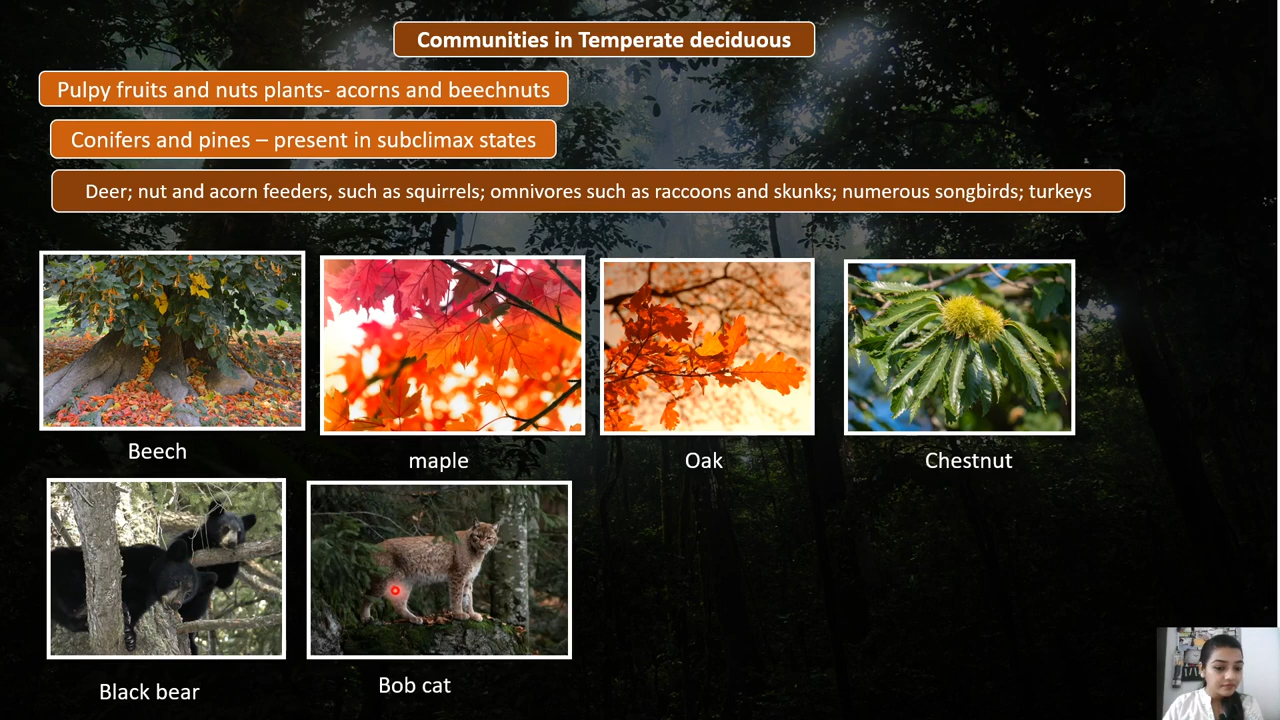 Communities in Temperate deciduous
Pulpy fruits and nuts plants- acorns and beechnuts
Conifers and pines – present in subclimax states
Deer; nut and acorn feeders, such as squirrels; omnivores such as raccoons and skunks; numerous songbirds; turkeys
Beech
maple
Oak
Chestnut
Black bear
Bob cat